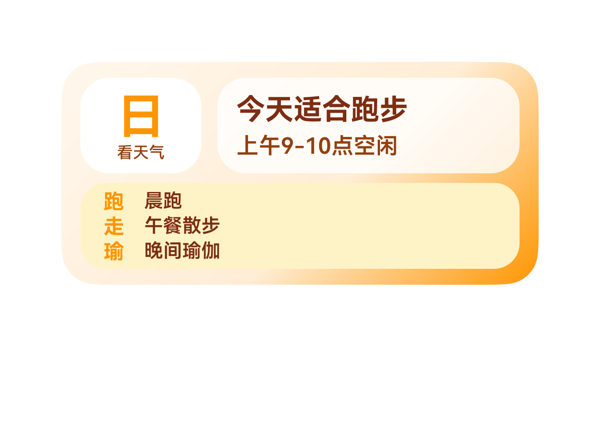 日
看天气
今天适合跑步
上午9-10点空闲
跑 晨跑
走 午餐散步
瑜 晚间瑜伽